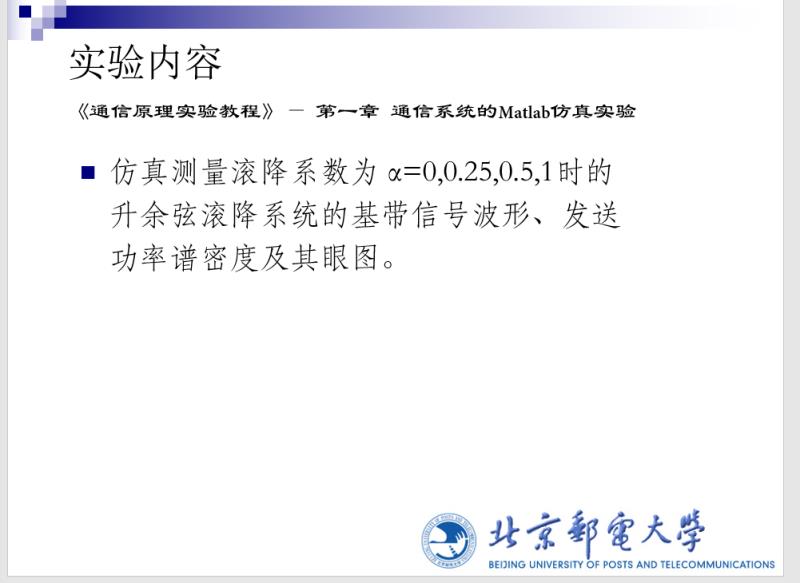 实验内容
《通信原理实验教程》－ 第一章 通信系统的Matlab仿真实验
仿真测量滚降系数为 α=0,0.25,0.5,1时的
升余弦滚降系统的基带信号波形、发送
功率谱密度及其眼图。
北京郵電大學
BEIJING UNIVERSITY OF POSTS AND TELECOMMUNICATIONS